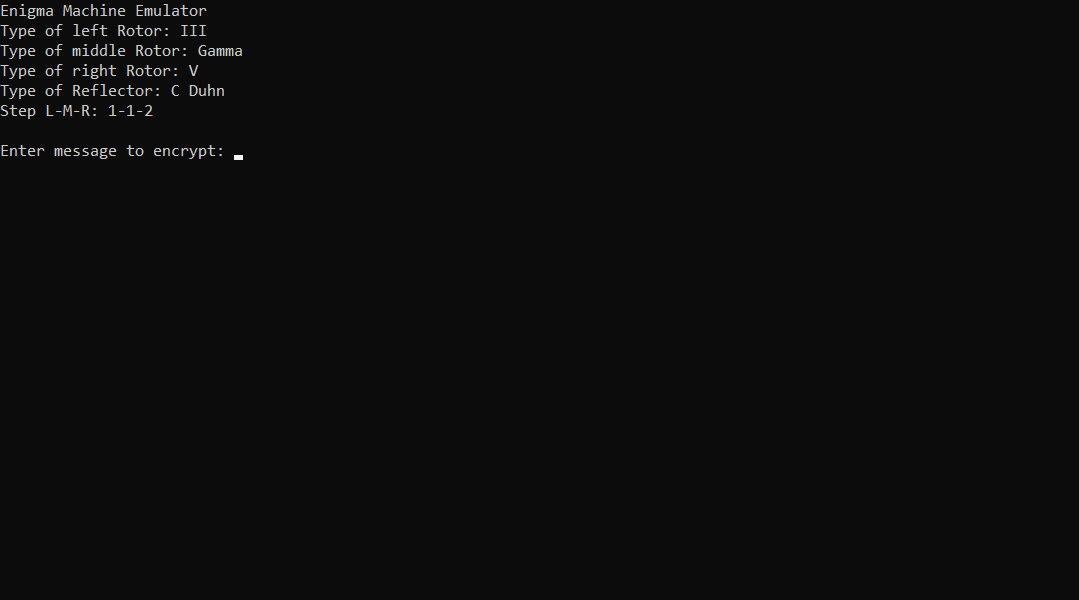 Enigma Machine Emulator
Type of left Rotor: III
Type of middle Rotor: Gamma
Type of right Rotor: V
Type of Reflector: C Duhn
Step L-M-R: 1-1-2
Enter message to encrypt: